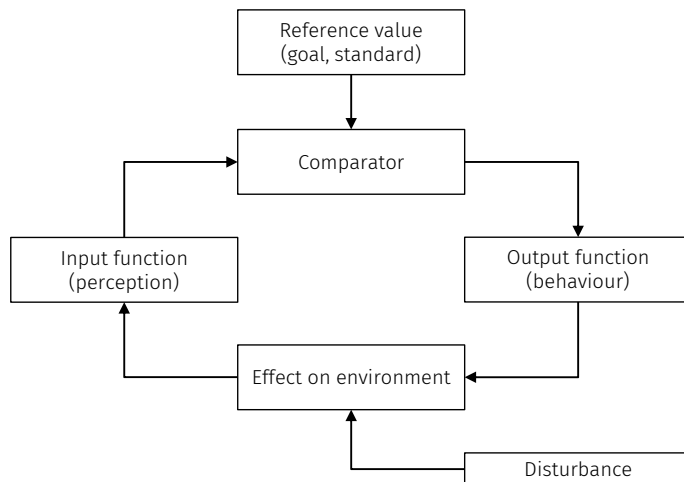 Reference value
(goal, standard)
Comparator
Input function
(perception)
Output function
(behaviour)
Effect on environment
Disturbance